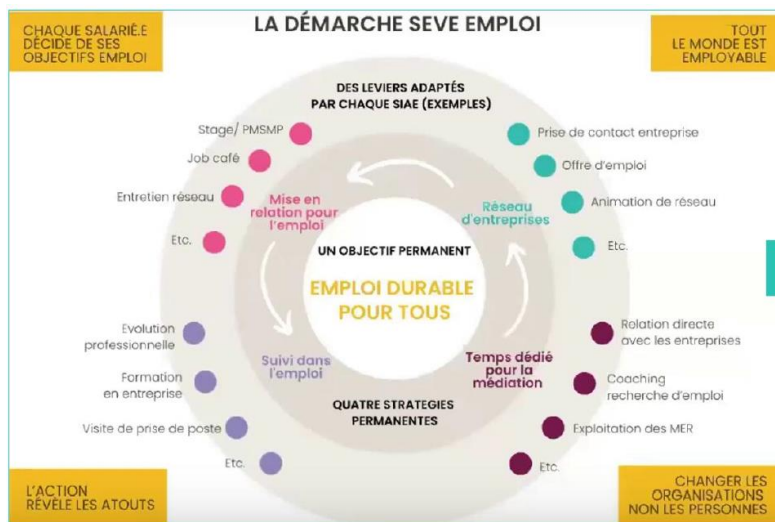 CHAQUE SALARIÉ.E
DÉCIDE DE SES
OBJECTIFS EMPLOI
LA DÉMARCHE SEVE EMPLOI
TOUT
LE MONDE EST
EMPLOYABLE
DES LEVIERS ADAPTÉS
PAR CHAQUE SIAE (EXEMPLES)
Stage/ PMSMP
Job café
Entretien réseau
Etc.
Mise en
relation pour
l'emploi
Prise de contact entreprise
Offre d'emploi
Animation de réseau
Etc.
Réseau
d'entreprises
UN OBJECTIF PERMANENT
EMPLOI DURABLE
POUR TOUS
Evolution
professionnelle
Formation
en entreprise
Visite de prise de poste
Etc.
Suivi dans
l'emploi
Temps dédié
pour la
médiation
Relation directe
avec les entreprises
Coaching
recherche d'emploi
Exploitation des MER
Etc.
QUATRE STRATEGIES
PERMANENTES
L'ACTION
RÉVÈLE LES ATOUTS
CHANGER LES
ORGANISATIONS
NON LES PERSONNES